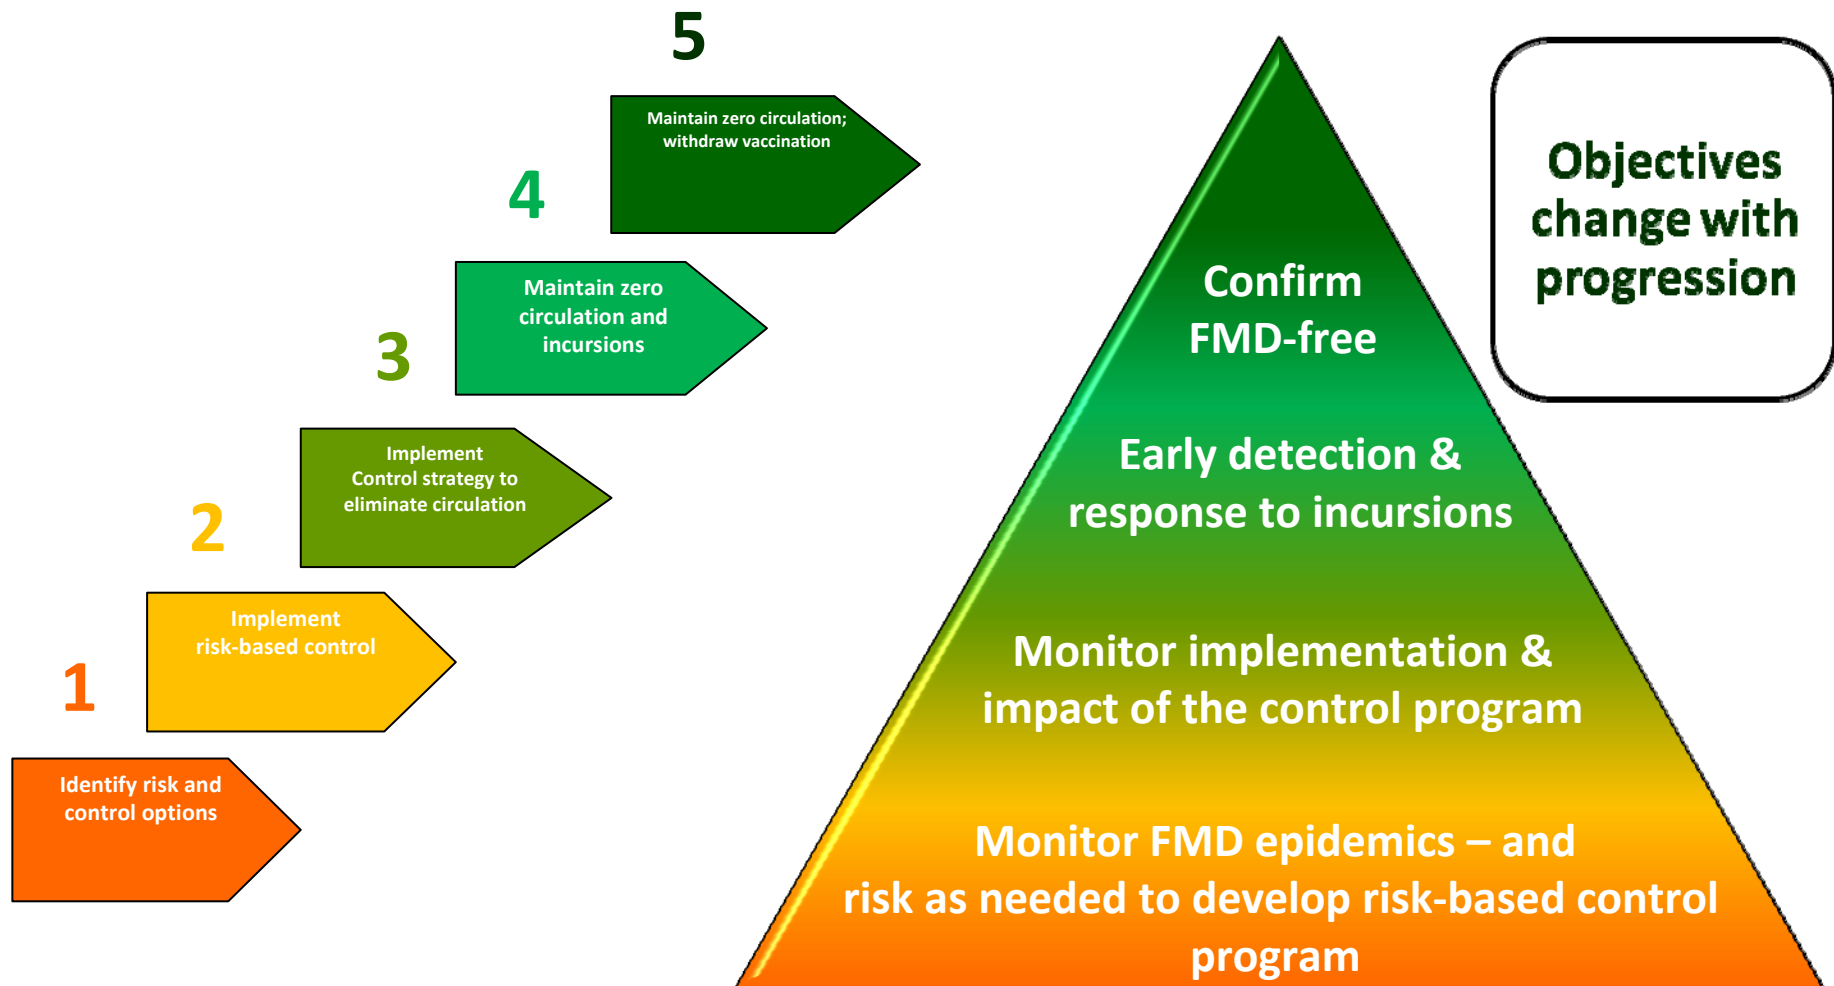 5
Maintain zero circulation;
withdraw vaccination
4
Maintain zero
circulation and
incursions
3
Implement
Control strategy to
eliminate circulation
2
Implement
risk-based control
1
Identify risk and
control options
Confirm
FMD-free
Early detection &
response to incursions
Monitor implementation &
impact of the control program
Monitor FMD epidemics – and
risk as needed to develop risk-based control
program
Objectives
change with
progression